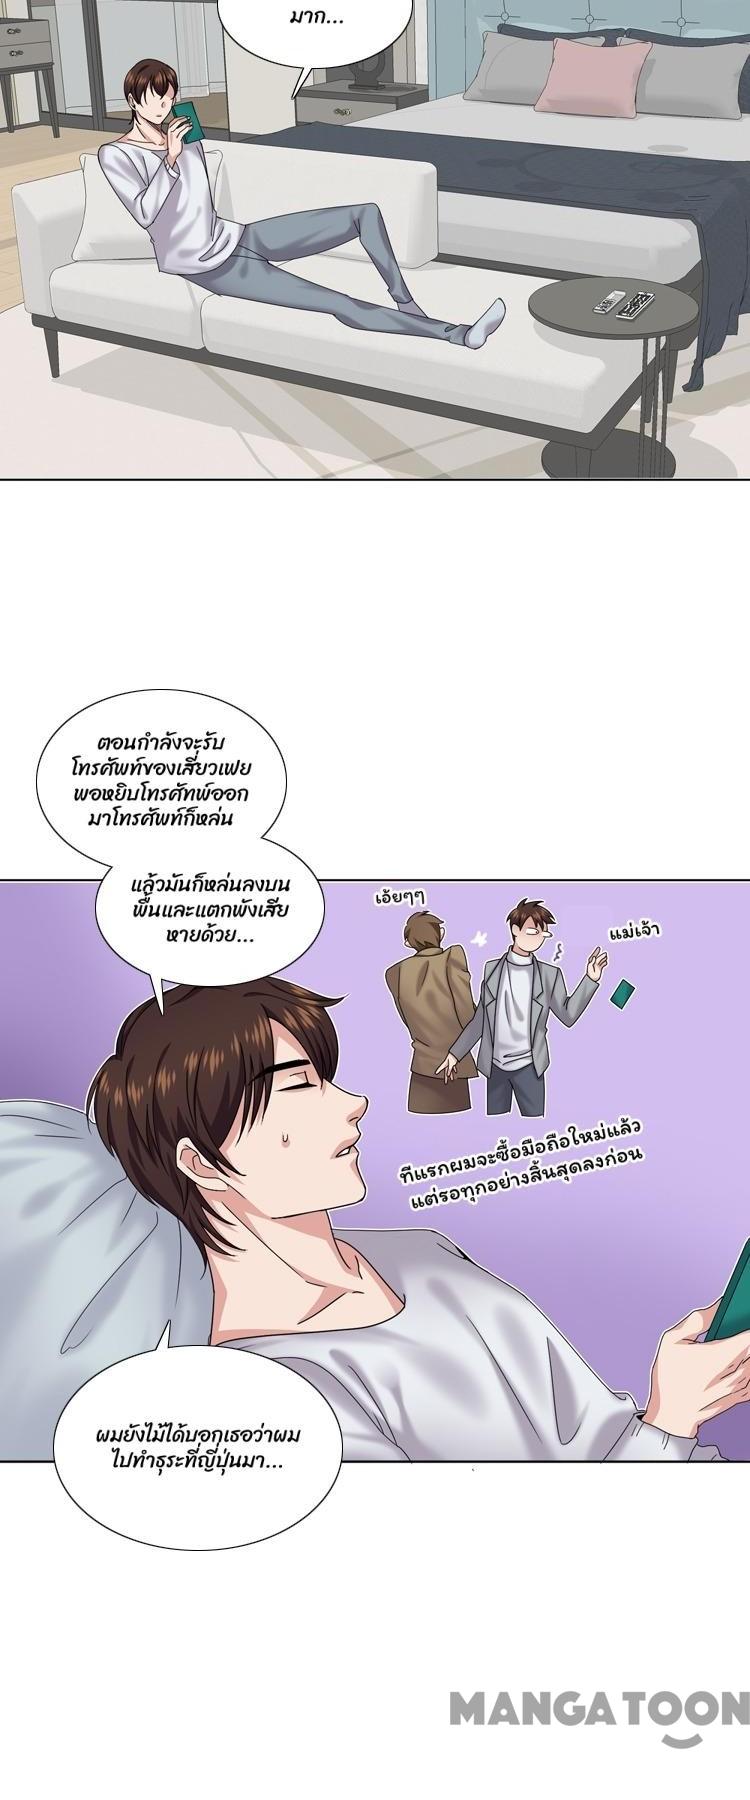 มาก...
ตอนกำลังจะรับ
โทรศัพท์ของเสี่ยวเฟย
พอหยิบโทรศัทพ์ออก
มาโทรศัพท์ก็หล่น
แล้วมันก็หล่นลงบน
พื้นและแตกพังเสีย
หายด้วย...
เอ้ยๆๆ
แม่เจ้า
ทีแรกผมจะซื้อมือถือใหม่แล้ว
แต่รอทุกอย่างสิ้นสุดลงก่อน
ผมยังไม้ได้บอกเธอว่าผม
ไปทำธุระที่ญี่ปุ่นมา...
MANGATOON